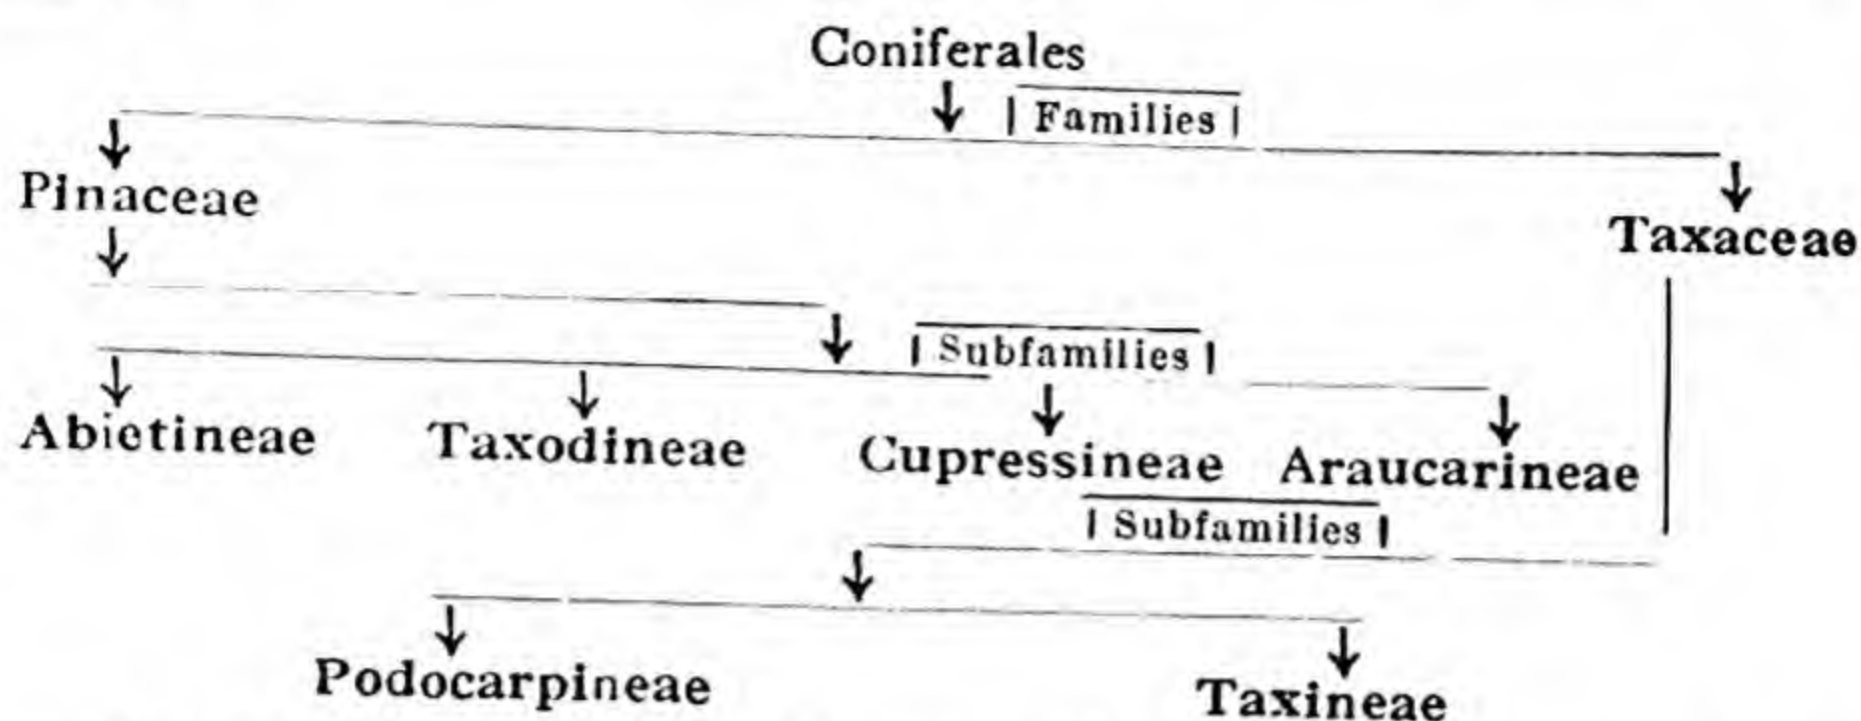 Coniferales
| Families |
Pinaceae
Taxaceae
| Subfamilies |
Abietineae Taxodineae Cupressineae Araucarineae
| Subfamilies |
Podocarpineae Taxineae